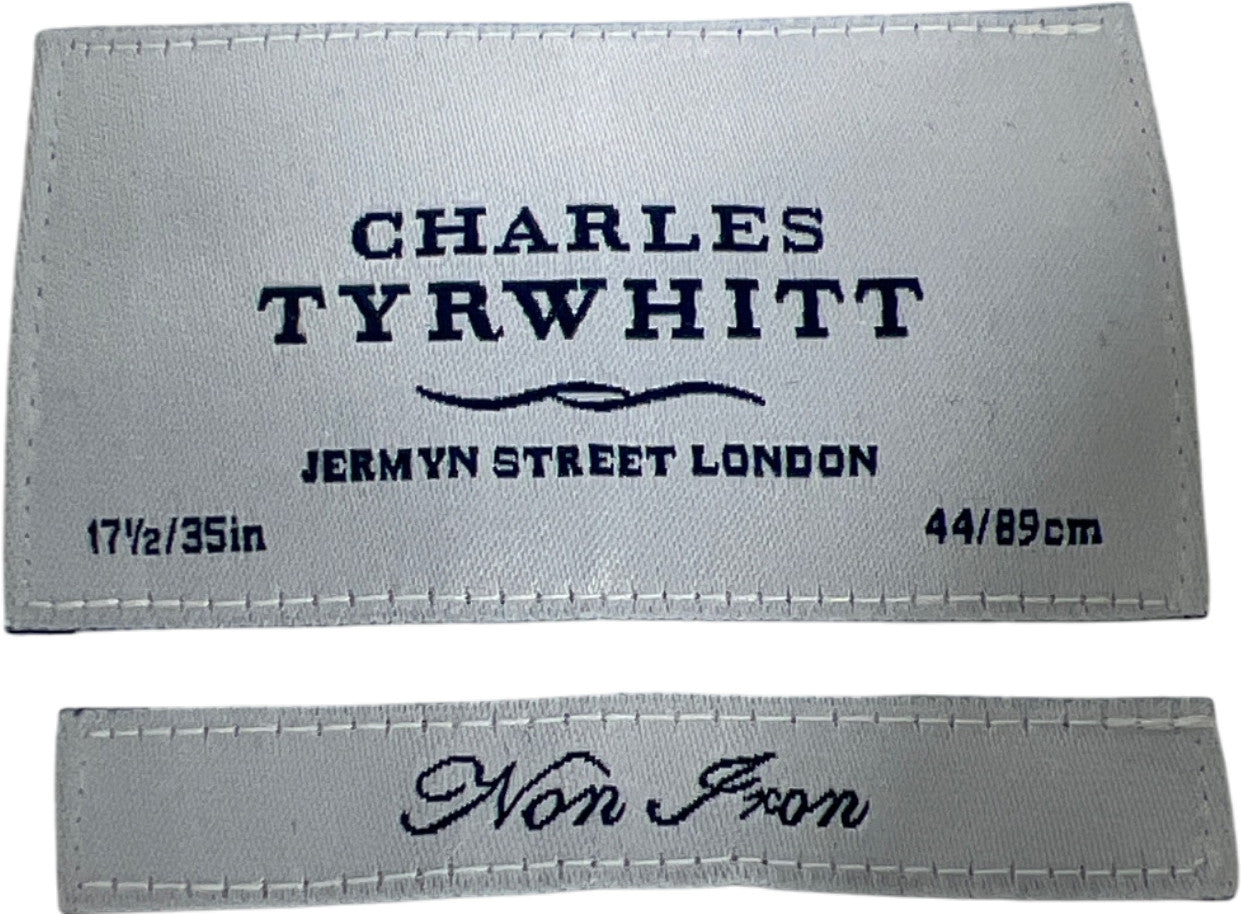 CHARLES
TYRWHITT
JERMYN STREET LONDON
17½/35in 44/89cm
Non Iron